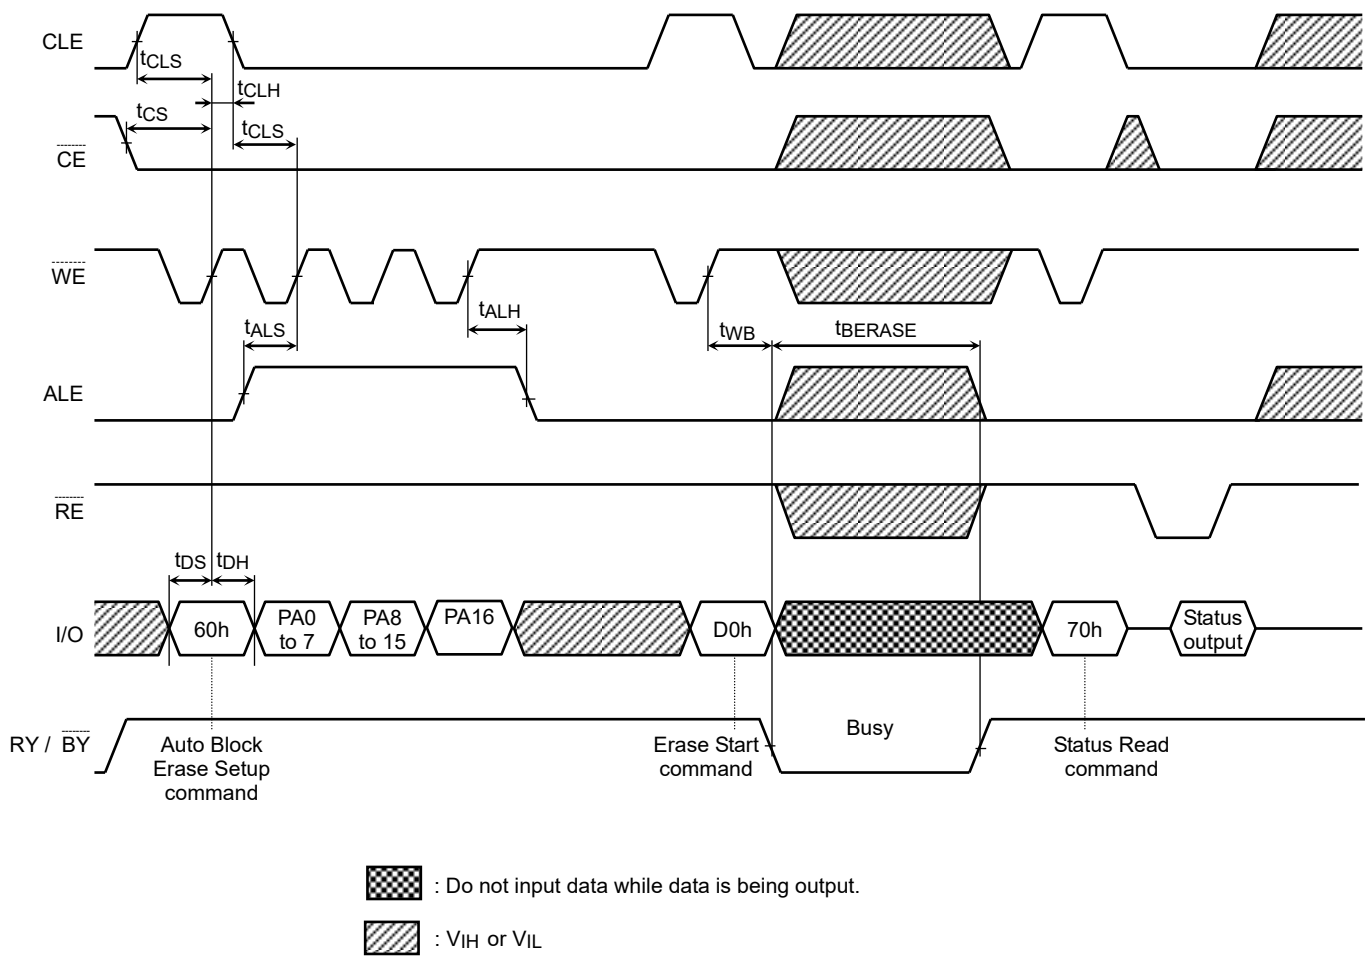 CLE
tCLS
tCLH
tCS
tCLS
CE
WE
tALS
tALH
tWB
tBERASE
ALE
RE
tDS
tDH
I/O
60h
PA0
to 7
PA8
to 15
PA16
D0h
70h
Status
output
RY / BY
Busy
Auto Block
Erase Setup
command
Erase Start
command
Status Read
command
: Do not input data while data is being output.
: VIH or VIL